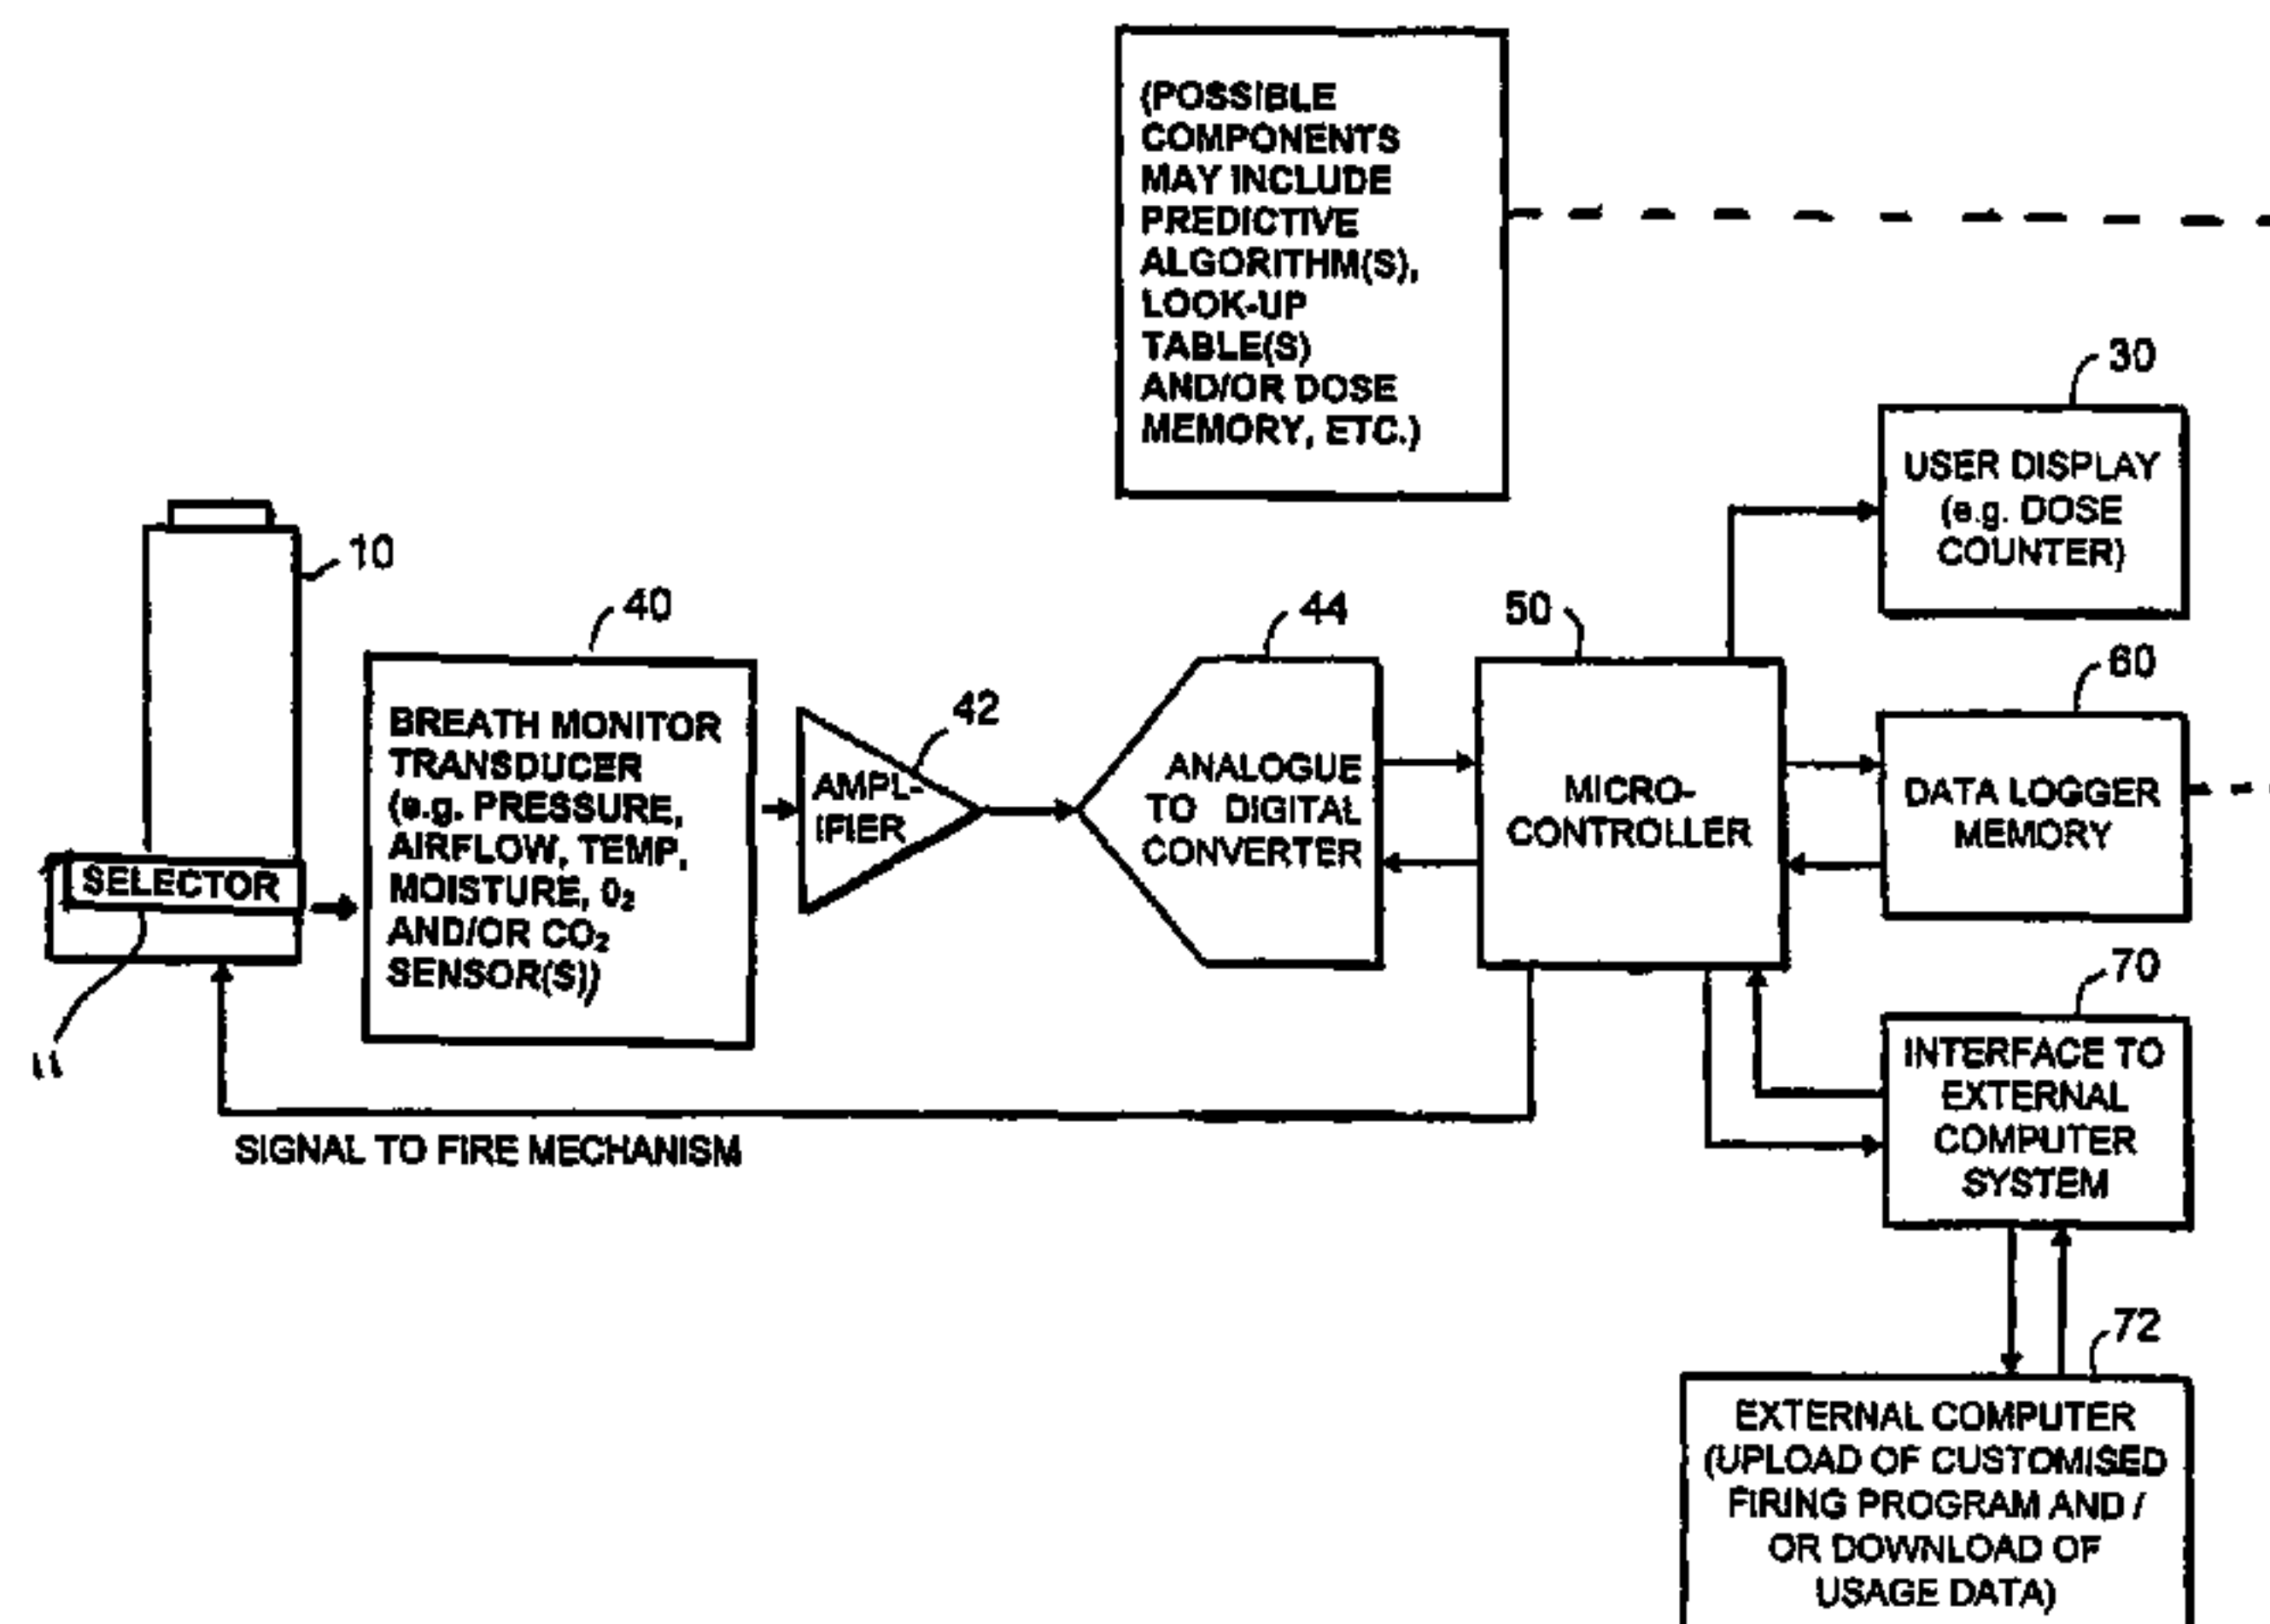 (POSSIBLE
COMPONENTS
MAY INCLUDE
PREDICTIVE
ALGORITHM(S),
LOOK-UP
TABLE(S)
AND/OR DOSE
MEMORY, ETC.)
30
USER DISPLAY
(e.g. DOSE
COUNTER)
10
SELECTOR
11
40
BREATH MONITOR
TRANSDUCER
(e.g. PRESSURE,
AIRFLOW, TEMP,
MOISTURE, 0₂
AND/OR CO₂
SENSOR(S))
42
AMPL-
IFIER
44
ANALOGUE
TO DIGITAL
CONVERTER
50
MICRO-
CONTROLLER
60
DATA LOGGER
MEMORY
70
INTERFACE TO
EXTERNAL
COMPUTER
SYSTEM
SIGNAL TO FIRE MECHANISM
72
EXTERNAL COMPUTER
(UPLOAD OF CUSTOMISED
FIRING PROGRAM AND /
OR DOWNLOAD OF
USAGE DATA)